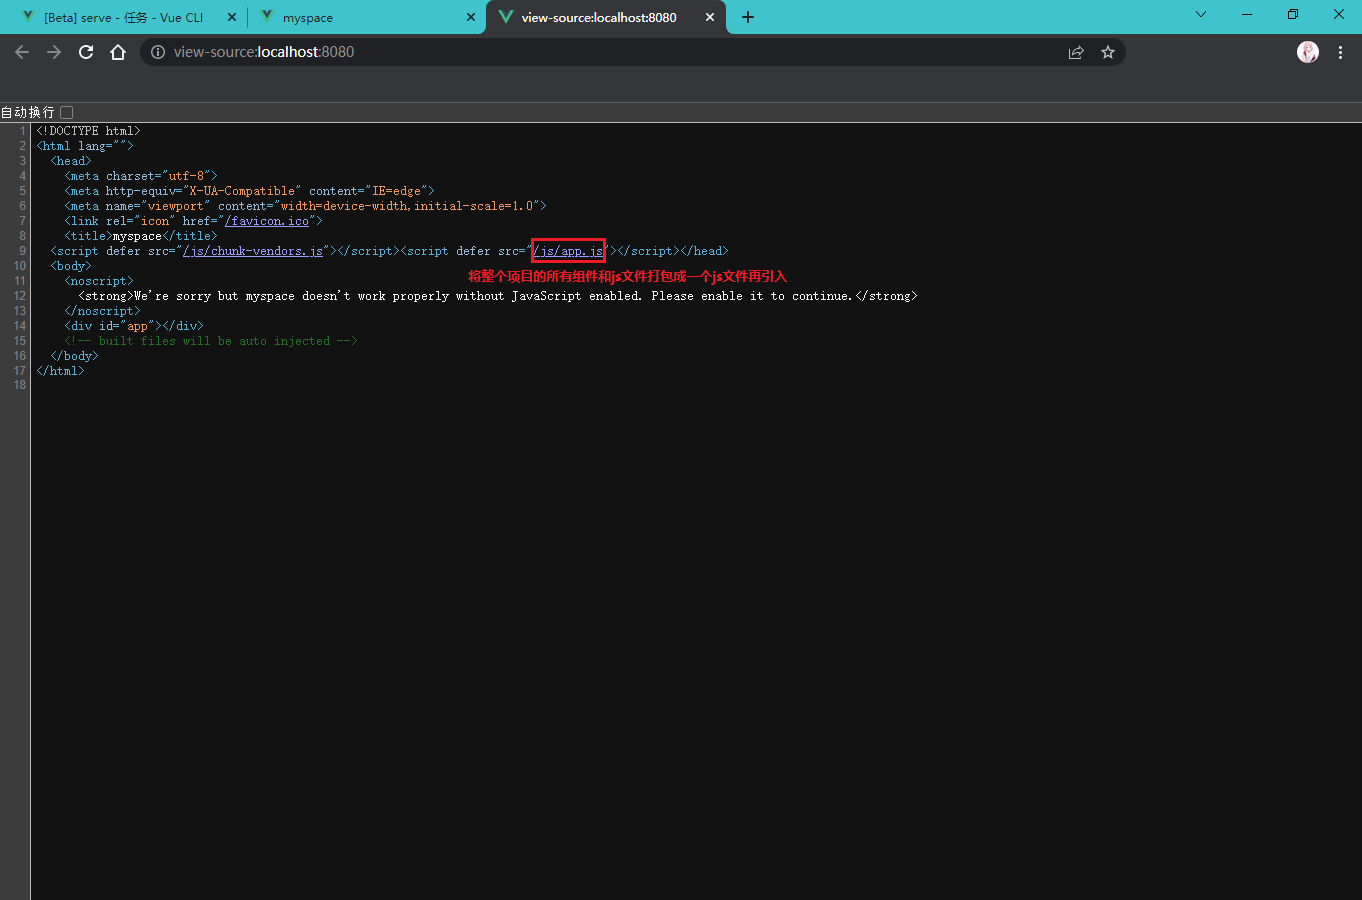 [Beta] serve - 任务 - Vue CLI
myspace
view-source:localhost:8080
view-source:localhost:8080
自动换行
1 <!DOCTYPE html>
2 <html lang="">
3 <head>
4 <meta charset="utf-8">
5 <meta http-equiv="X-UA-Compatible" content="IE=edge">
6 <meta name="viewport" content="width=device-width,initial-scale=1.0">
7 <link rel="icon" href="/favicon.ico">
8 <title>myspace</title>
9 <script defer src="/js/chunk-vendors.js"></script><script defer src="/js/app.js"></script></head>
10 <body>
将整个项目的所有组件和js文件打包成一个js文件再引入
11 <noscript>
12 <strong>We're sorry but myspace doesn't work properly without JavaScript enabled. Please enable it to continue.</strong>
13 </noscript>
14 <div id="app"></div>
15 <!-- built files will be auto injected -->
16 </body>
17 </html>
18